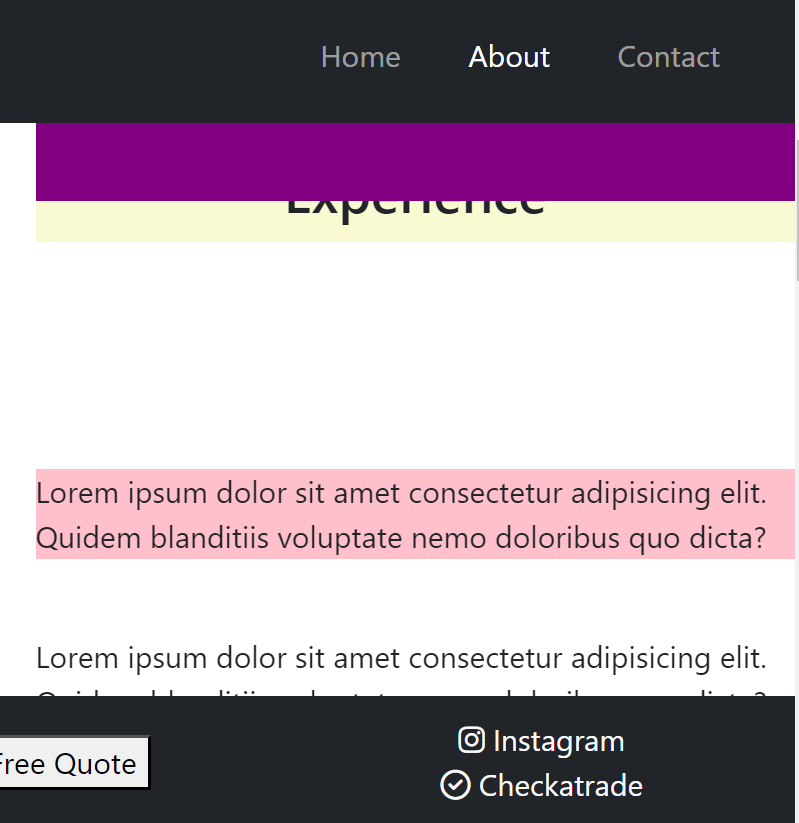 Home About Contact
Experience
Lorem ipsum dolor sit amet consectetur adipisicing elit.
Quidem blanditiis voluptate nemo doloribus quo dicta?
Lorem ipsum dolor sit amet consectetur adipisicing elit.
Free Quote
Instagram
Checkatrade